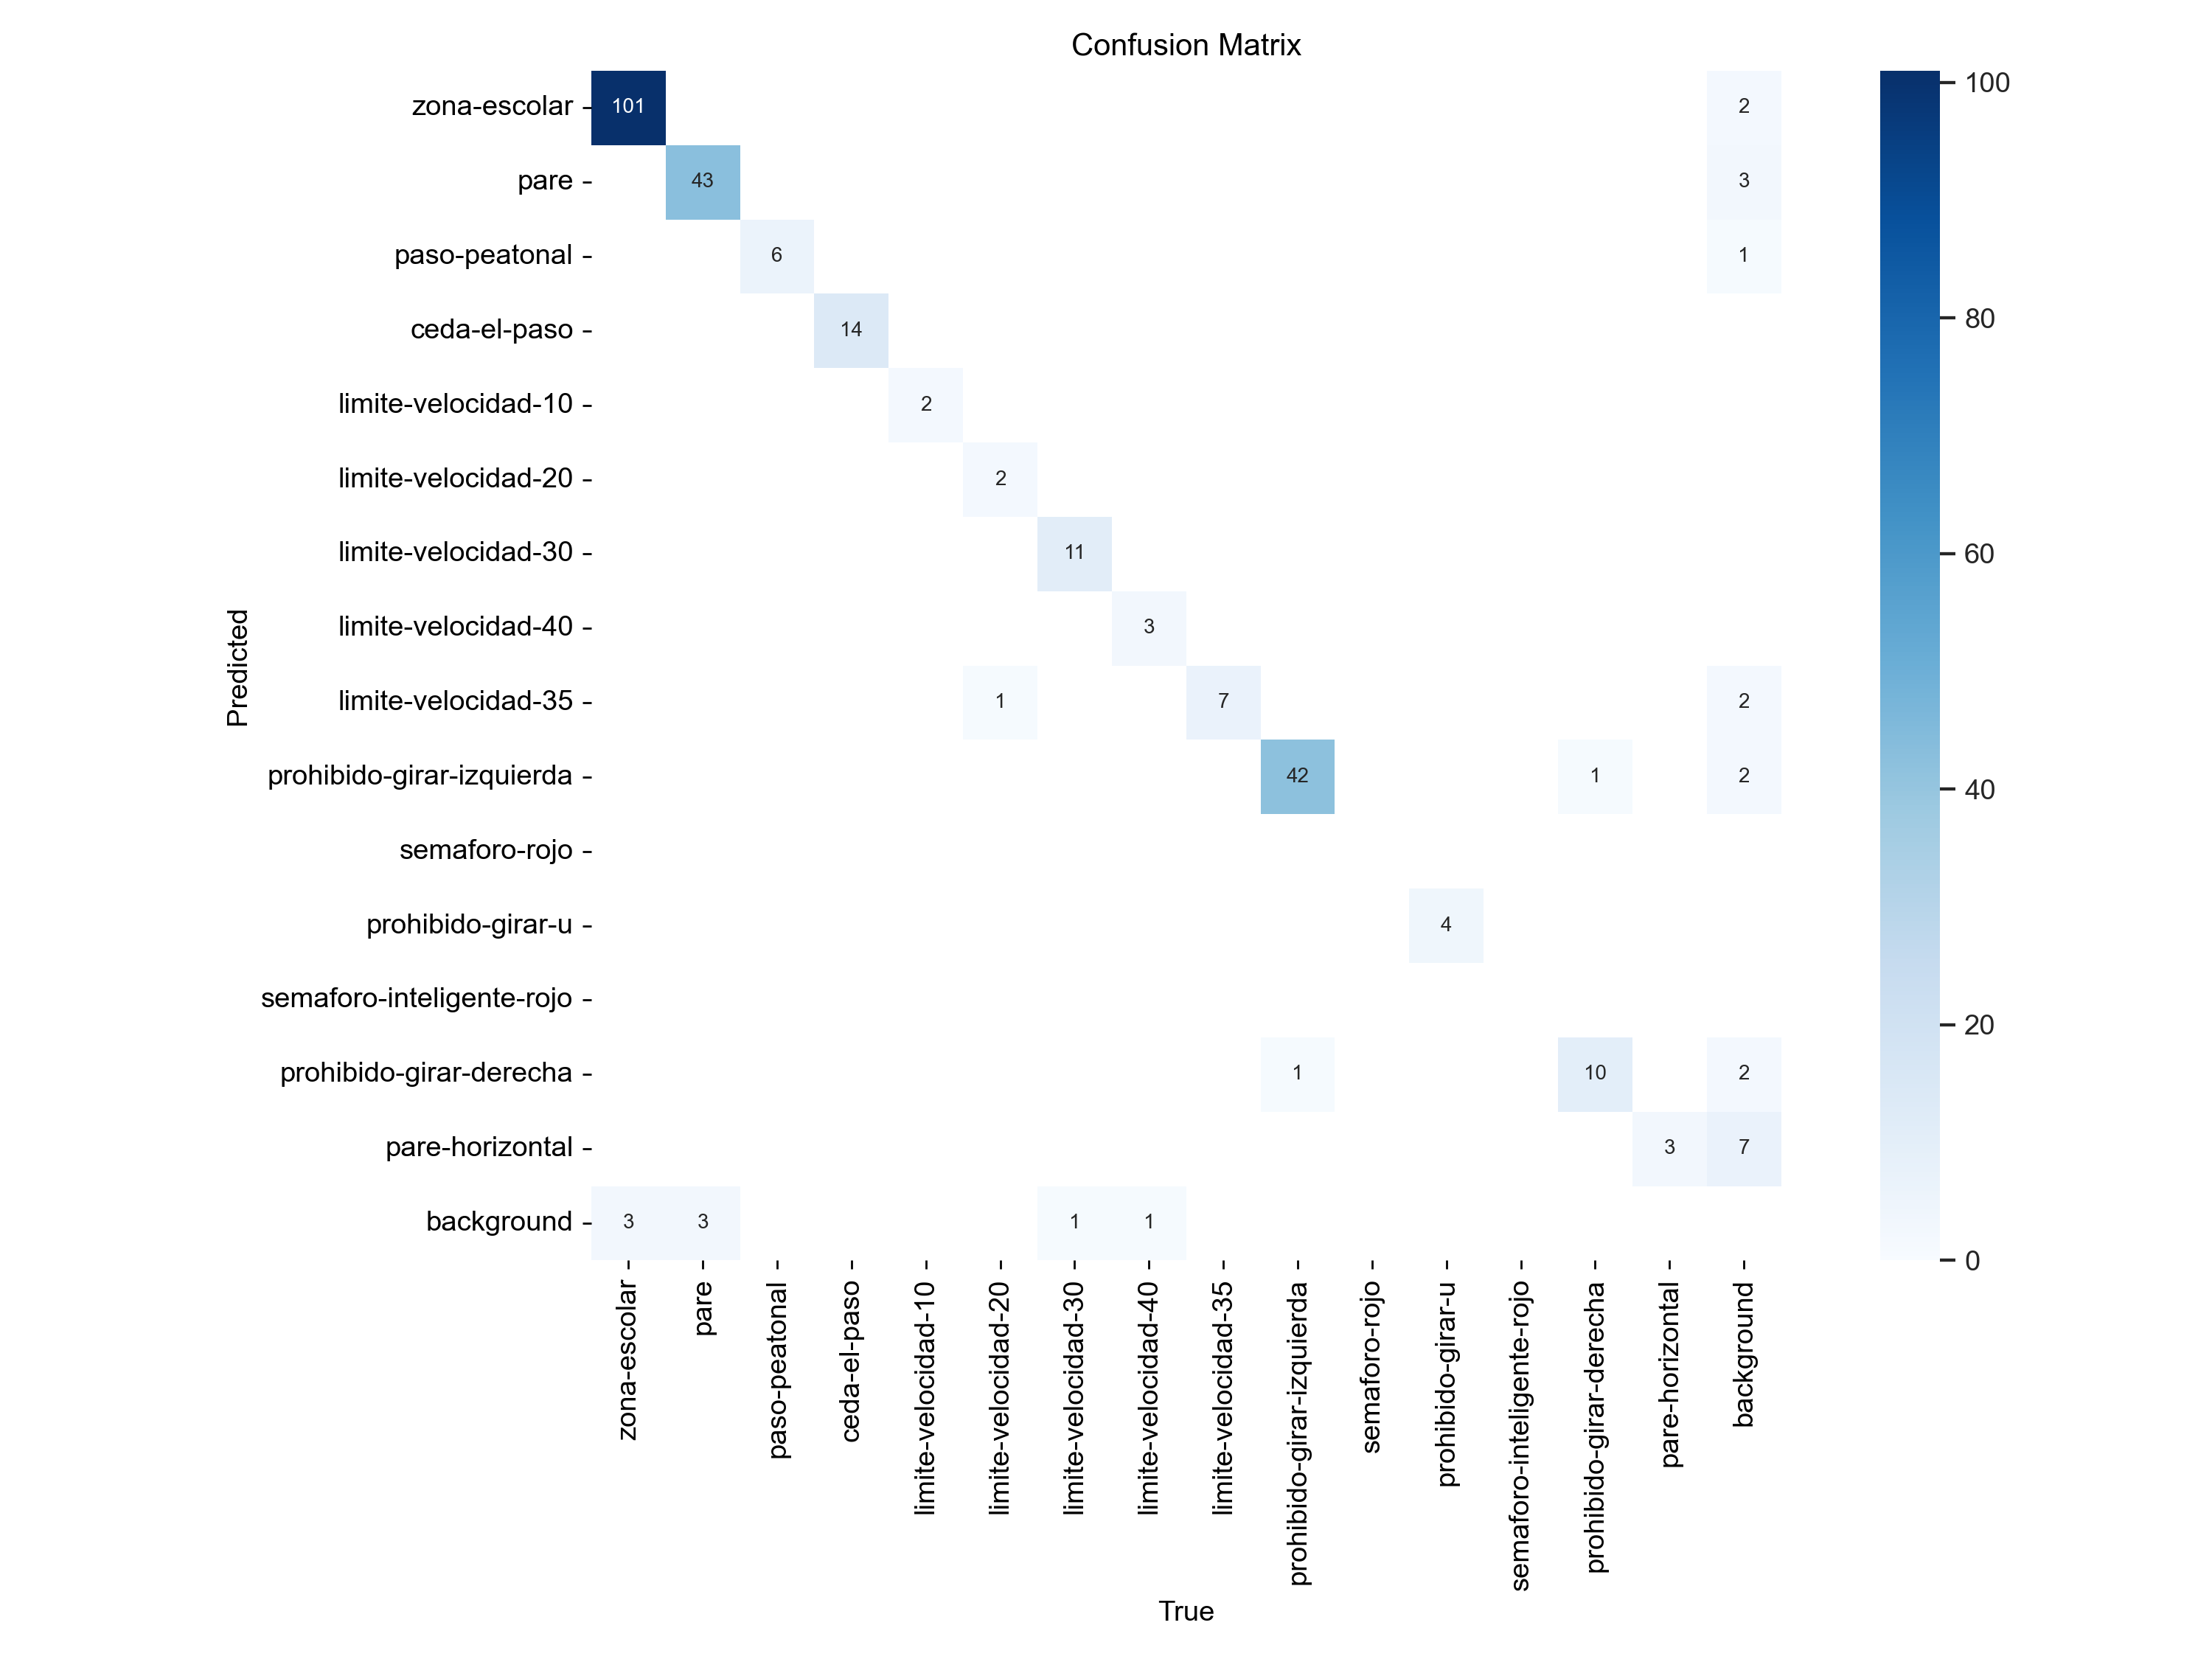 Confusion Matrix
zona-escolar 101 2
pare 43 3
paso-peatonal 6 1
ceda-el-paso 14
limite-velocidad-10 2
limite-velocidad-20 2
limite-velocidad-30 11
limite-velocidad-40 3
limite-velocidad-35 1 7 2
prohibido-girar-izquierda 42 1 2
semaforo-rojo
prohibido-girar-u 4
semaforo-inteligente-rojo
prohibido-girar-derecha 1 10 2
pare-horizontal 3 7
background 3 3 1 1
Predicted
zona-escolar
pare
paso-peatonal
ceda-el-paso
limite-velocidad-10
limite-velocidad-20
limite-velocidad-30
limite-velocidad-40
limite-velocidad-35
prohibido-girar-izquierda
semaforo-rojo
prohibido-girar-u
semaforo-inteligente-rojo
prohibido-girar-derecha
pare-horizontal
background
True
100
80
60
40
20
0